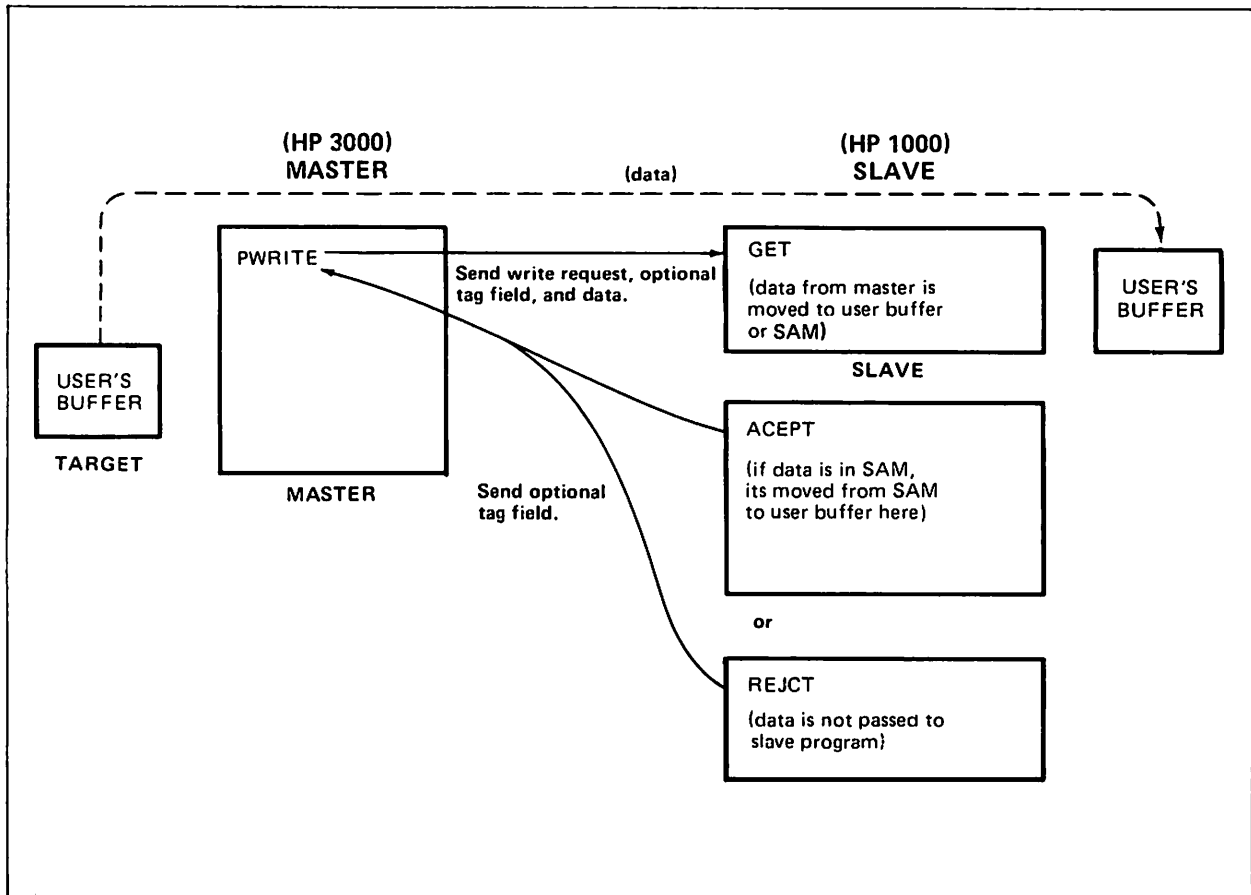 (HP 3000)
MASTER
(HP 1000)
SLAVE
(data)
PWRITE
Send write request, optional
tag field, and data.
GET
(data from master is
moved to user buffer
or SAM)
SLAVE
USER'S
BUFFER
USER'S
BUFFER
TARGET
MASTER
ACEPT
(if data is in SAM,
its moved from SAM
to user buffer here)
Send optional
tag field.
or
REJCT
(data is not passed to
slave program)